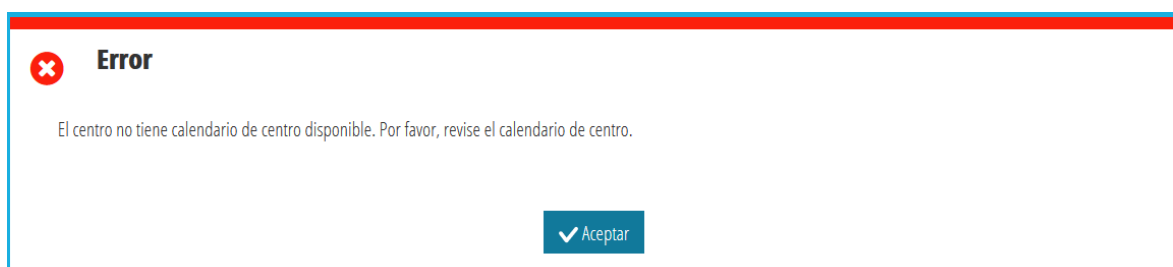 Error
El centro no tiene calendario de centro disponible. Por favor, revise el calendario de centro.
Aceptar